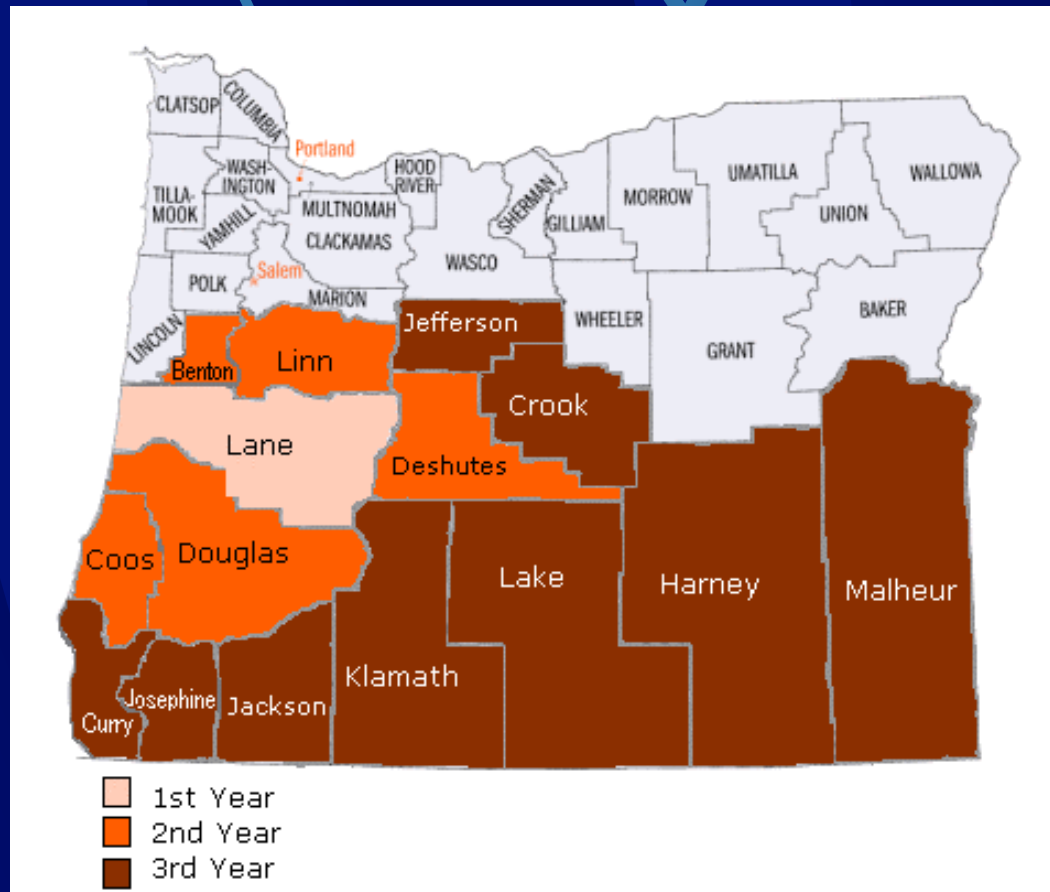 CLATSOP
COLUMBIA
Portland
WASH-
INGTON
HOOD
RIVER
TILLA-
MOOK
YAMHILL
MULTNOMAH
CLACKAMAS
SHERMAN
GILLIAM
MORROW
UMATILLA
UNION
WALLOWA
WASCO
Salem
POLK
MARION
LINCOLN
WHEELER
GRANT
BAKER
Jefferson
Benton
Linn
Crook
Lane
Deshutes
Coos
Douglas
Lake
Harney
Malheur
Klamath
Josephine
Jackson
Curry
1st Year
2nd Year
3rd Year